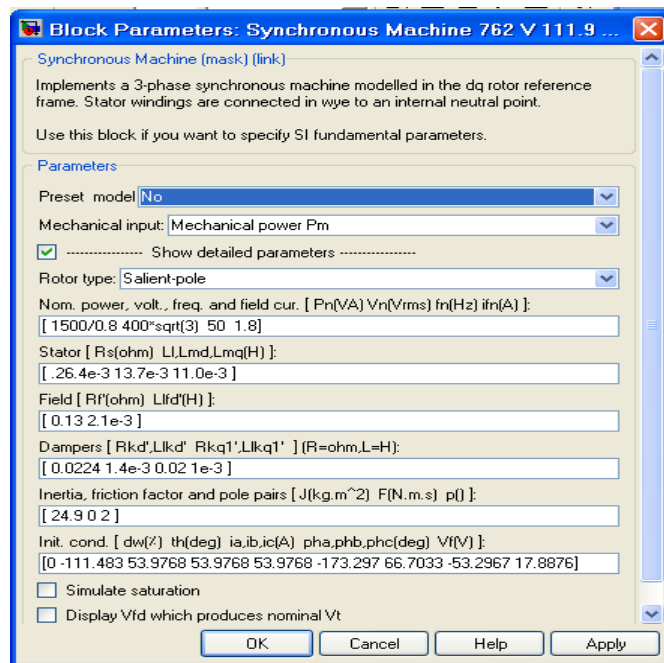 Block Parameters: Synchronous Machine 762 V 111.9 ...
Synchronous Machine (mask) (link)
Implements a 3-phase synchronous machine modelled in the dq rotor reference
frame. Stator windings are connected in wye to an internal neutral point.
Use this block if you want to specify SI fundamental parameters.
Parameters
Preset model No
Mechanical input: Mechanical power Pm
---------------- Show detailed parameters ----------------
Rotor type: Salient-pole
Nom. power, volt., freq. and field cur. [ Pn(VA) Vn(Vrms) fn(Hz) ifn(A) ]:
[ 1500/0.8 400*sqrt(3) 50 1.8]
Stator [ Rs(ohm) Ll,Lmd,Lmq(H) ]:
[ .26.4e-3 13.7e-3 11.0e-3 ]
Field [ Rf'(ohm) Llfd'(H) ]:
[ 0.13 2.1e-3 ]
Dampers [ Rkd',Llkd' Rkq1',Llkq1' ] (R=ohm,L=H):
[ 0.0224 1.4e-3 0.02 1e-3 ]
Inertia, friction factor and pole pairs [ J(kg.m^2) F(N.m.s) p() ]:
[ 24.9 0 2 ]
Init. cond. [ dw(%) th(deg) ia,ib,ic(A) pha,phb,phc(deg) Vf(V) ]:
[0 -111.483 53.9768 53.9768 53.9768 -173.297 66.7033 -53.2967 17.8876]
Simulate saturation
Display Vfd which produces nominal Vt
OK Cancel Help Apply